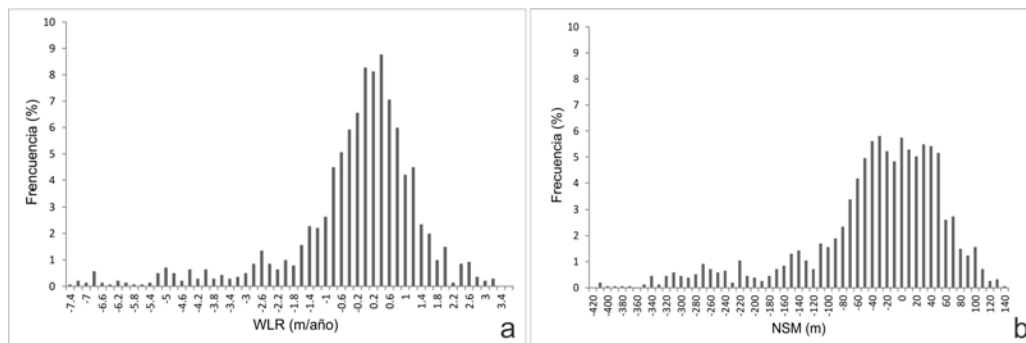 10
9
8
7
6
5
4
3
2
1
0
Frencuencia (%)
-7.4 -7 -6.6 -6.2 -5.8 -5.4 -5 -4.6 -4.2 -3.8 -3.4 -3 -2.6 -2.2 -1.8 -1.4 -1 -0.6 -0.2 0.2 0.6 1 1.4 1.8 2.2 2.6 3 3.4
WLR (m/año)
a
10
9
8
7
6
5
4
3
2
1
0
Frecuencia (%)
-420 -400 -380 -360 -340 -320 -300 -280 -260 -240 -220 -200 -180 -160 -140 -120 -100 -80 -60 -40 -20 0 20 40 60 80 100 120 140
NSM (m)
b